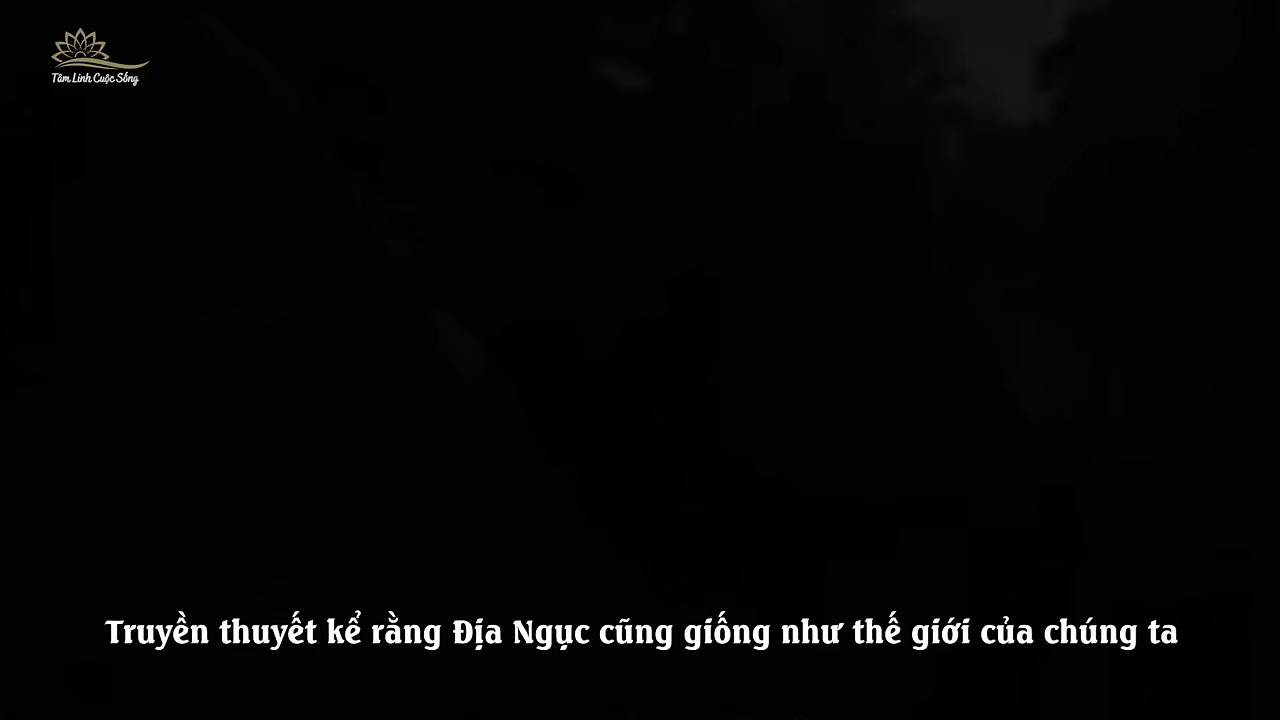 Tâm Linh Cuộc Sống
Truyền thuyết kể rằng Địa Ngục cũng giống như thế giới của chúng ta